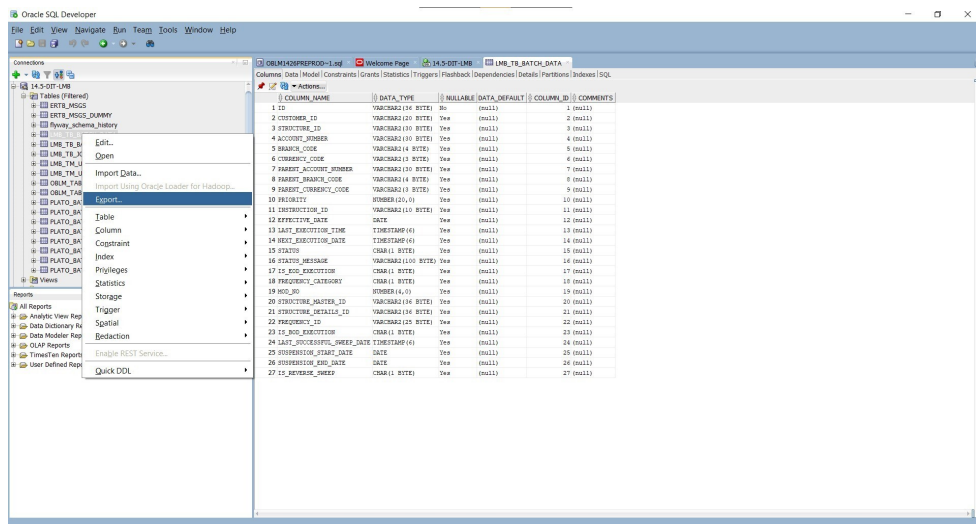 Oracle SQL Developer
File Edit View Navigate Run Team Tools Window Help
Connections
14.5-DIT-LMB
Tables (Filtered)
ERTB_MSGS
ERTB_MSGS_DUMMY
flyway_schema_history
LMB_TB_BA
LMB_TB_JO
LMB_TM_U
LMB_TM_U
OBLM_TAB
OBLM_TAB
PLATO_BAT
PLATO_BAT
PLATO_BAT
PLATO_BAT
PLATO_BAT
PLATO_BAT
Views
Edit...
Open
Import Data...
Import Using Oracle Loader for Hadoop...
Export...
Table
Column
Constraint
Index
Privileges
Statistics
Storage
Trigger
Spatial
Redaction
Enable REST Service...
Quick DDL
Reports
All Reports
Analytic View Rep
Data Dictionary Re
Data Modeler Rep
OLAP Reports
TimesTen Reports
User Defined Repo
OBLM1426PREPROD~1.sql Welcome Page 14.5-DIT-LMB LMB_TB_BATCH_DATA
Columns Data Model Constraints Grants Statistics Triggers Flashback Dependencies Details Partitions Indexes SQL
Actions...
COLUMN_NAME DATA_TYPE NULLABLE DATA_DEFAULT COLUMN_ID COMMENTS
1 ID VARCHAR2(36 BYTE) No (null) 1 (null)
2 CUSTOMER_ID VARCHAR2(20 BYTE) Yes (null) 2 (null)
3 STRUCTURE_ID VARCHAR2(30 BYTE) Yes (null) 3 (null)
4 ACCOUNT_NUMBER VARCHAR2(30 BYTE) Yes (null) 4 (null)
5 BRANCH_CODE VARCHAR2(4 BYTE) Yes (null) 5 (null)
6 CURRENCY_CODE VARCHAR2(3 BYTE) Yes (null) 6 (null)
7 PARENT_ACCOUNT_NUMBER VARCHAR2(30 BYTE) Yes (null) 7 (null)
8 PARENT_BRANCH_CODE VARCHAR2(4 BYTE) Yes (null) 8 (null)
9 PARENT_CURRENCY_CODE VARCHAR2(3 BYTE) Yes (null) 9 (null)
10 PRIORITY NUMBER(20,0) Yes (null) 10 (null)
11 INSTRUCTION_ID VARCHAR2(10 BYTE) Yes (null) 11 (null)
12 EFFECTIVE_DATE DATE Yes (null) 12 (null)
13 LAST_EXECUTION_TIME TIMESTAMP(6) Yes (null) 13 (null)
14 NEXT_EXECUTION_DATE TIMESTAMP(6) Yes (null) 14 (null)
15 STATUS CHAR(1 BYTE) Yes (null) 15 (null)
16 STATUS_MESSAGE VARCHAR2(100 BYTE) Yes (null) 16 (null)
17 IS_EOD_EXECUTION CHAR(1 BYTE) Yes (null) 17 (null)
18 FREQUENCY_CATEGORY CHAR(1 BYTE) Yes (null) 18 (null)
19 MOD_NO NUMBER(4,0) Yes (null) 19 (null)
20 STRUCTURE_MASTER_ID VARCHAR2(36 BYTE) Yes (null) 20 (null)
21 STRUCTURE_DETAILS_ID VARCHAR2(36 BYTE) Yes (null) 21 (null)
22 FREQUENCY_ID VARCHAR2(25 BYTE) Yes (null) 22 (null)
23 IS_BOD_EXECUTION CHAR(1 BYTE) Yes (null) 23 (null)
24 LAST_SUCCESSFUL_SWEEP_DATE TIMESTAMP(6) Yes (null) 24 (null)
25 SUSPENSION_START_DATE DATE Yes (null) 25 (null)
26 SUSPENSION_END_DATE DATE Yes (null) 26 (null)
27 IS_REVERSE_SWEEP CHAR(1 BYTE) Yes (null) 27 (null)